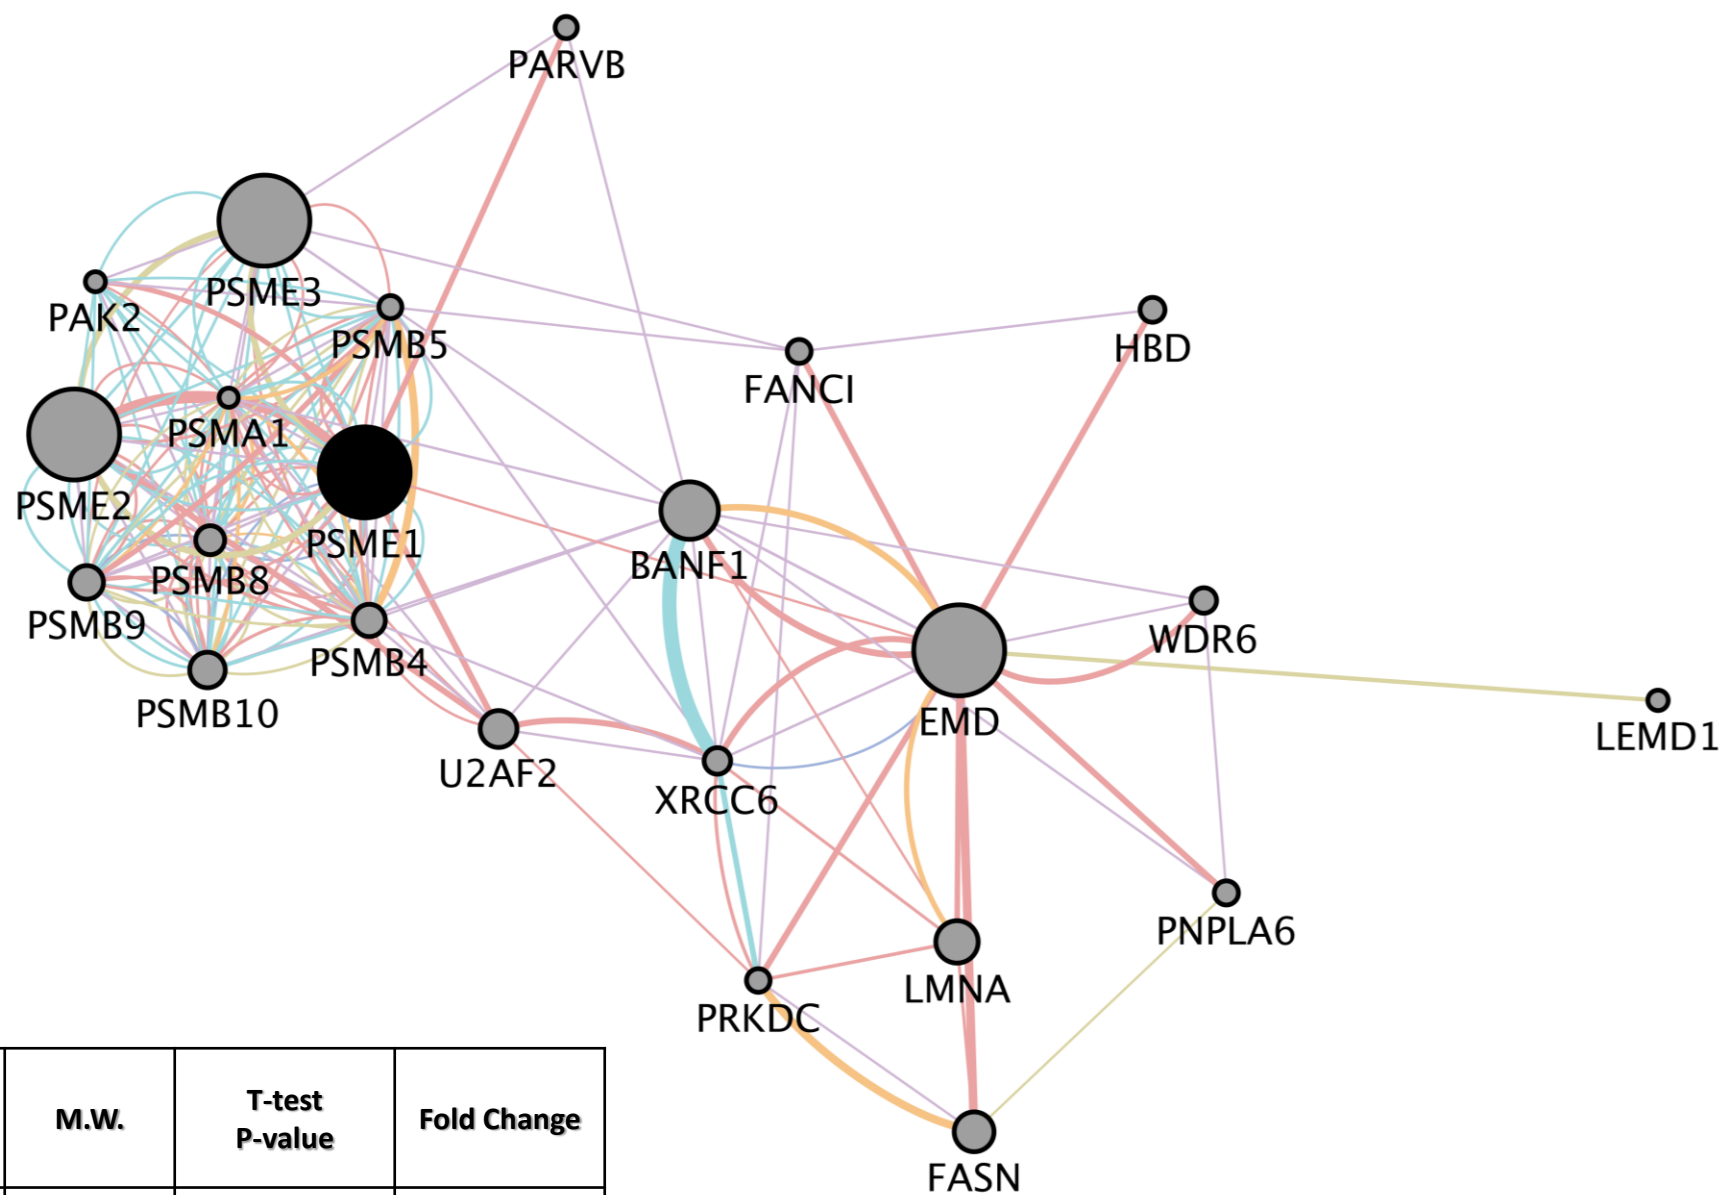 PARVB
PSME3
PAK2
PSMB5
HBD
FANCI
PSMA1
PSME2
PSME1
BANF1
PSMB8
PSMB9
WDR6
PSMB4
EMD
PSMB10
LEMD1
U2AF2
XRCC6
PNPLA6
LMNA
PRKDC
M.W.
T-test
P-value
Fold Change
FASN